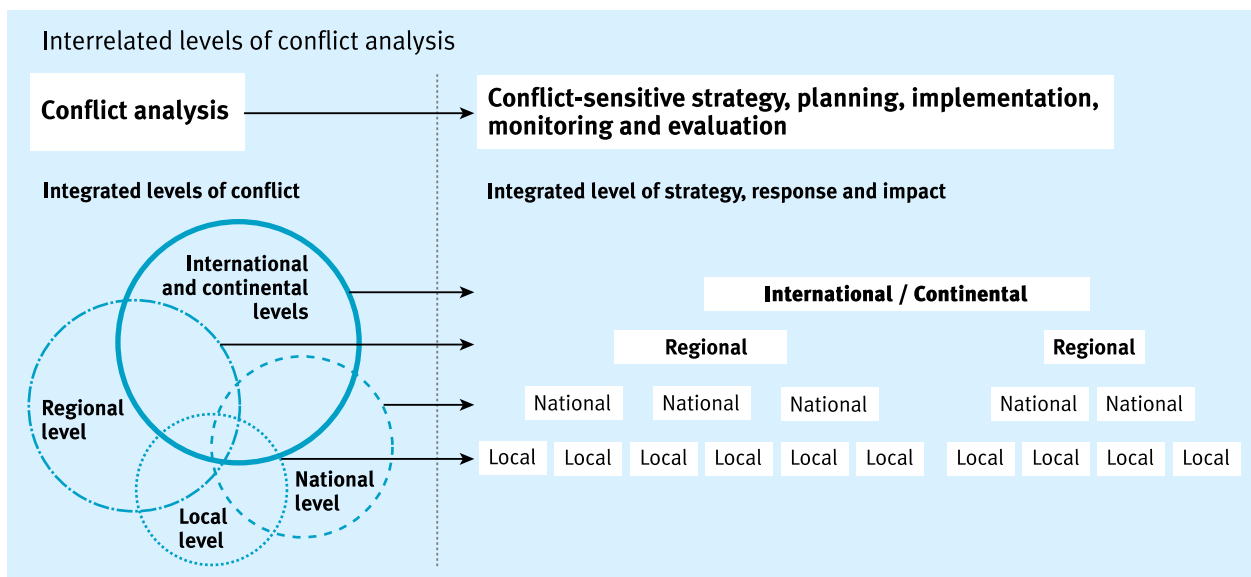 Interrelated levels of conflict analysis
Conflict analysis
Conflict-sensitive strategy, planning, implementation,
monitoring and evaluation
Integrated levels of conflict
Integrated level of strategy, response and impact
International
and continental
levels
Regional
level
National
level
Local
level
International / Continental
Regional Regional
National National National National National
Local Local Local Local Local Local Local Local Local Local